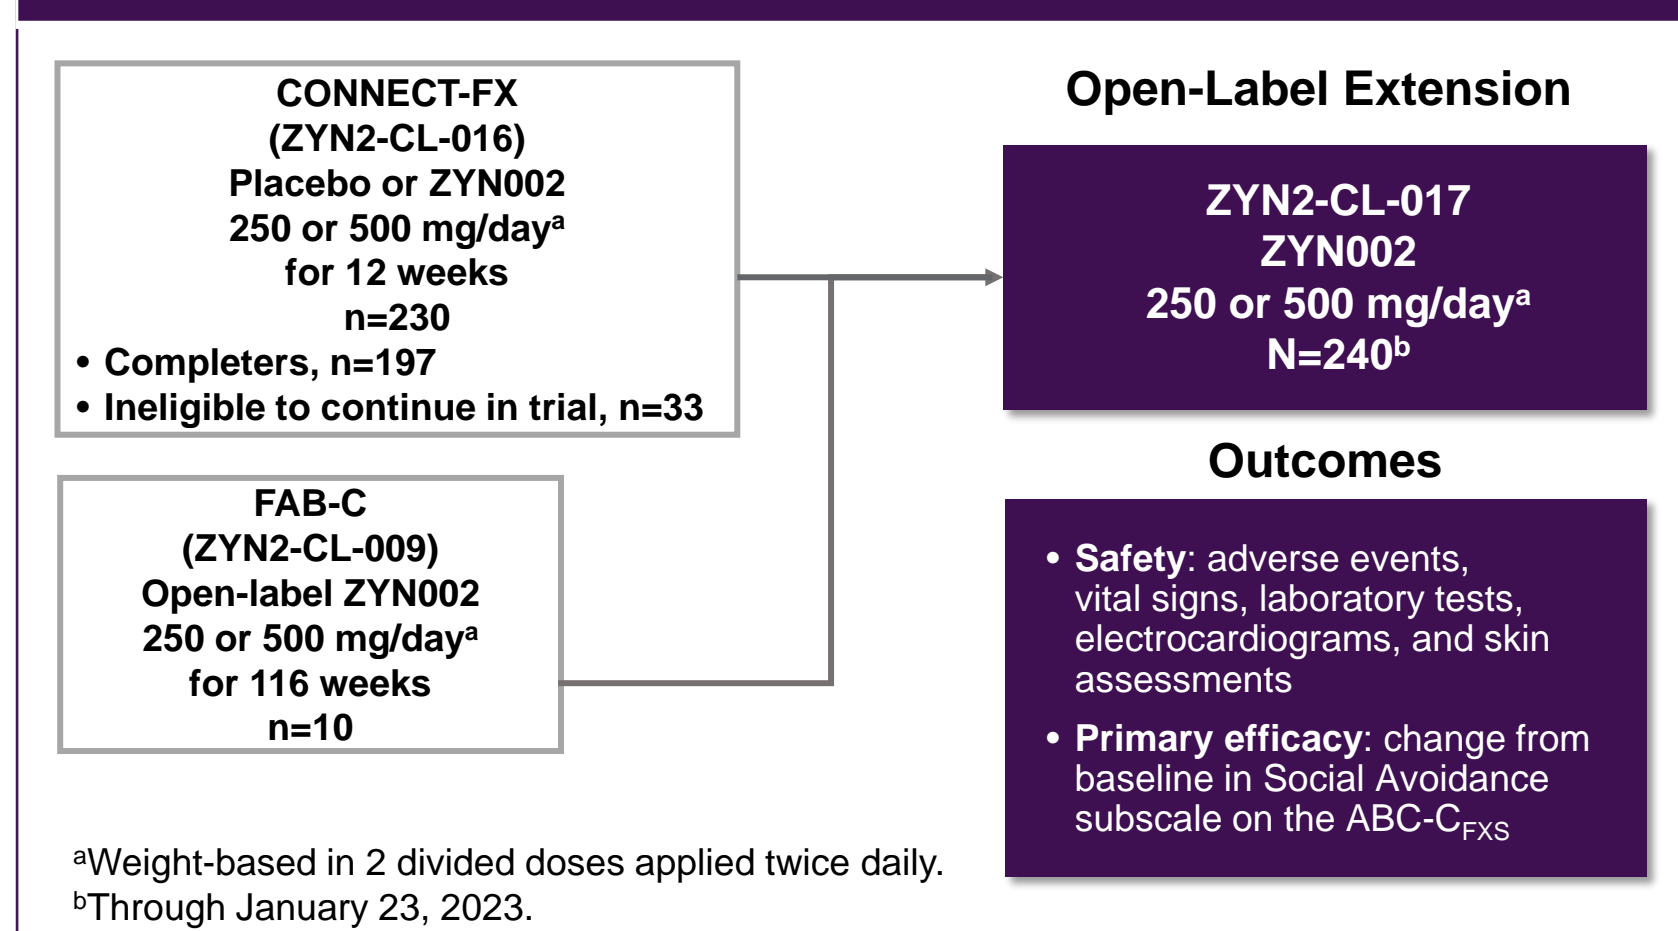 CONNECT-FX
(ZYN2-CL-016)
Placebo or ZYN002
250 or 500 mg/dayᵃ
for 12 weeks
n=230
• Completers, n=197
• Ineligible to continue in trial, n=33
FAB-C
(ZYN2-CL-009)
Open-label ZYN002
250 or 500 mg/dayᵃ
for 116 weeks
n=10
Open-Label Extension
ZYN2-CL-017
ZYN002
250 or 500 mg/dayᵃ
N=240ᵇ
Outcomes
• Safety: adverse events,
vital signs, laboratory tests,
electrocardiograms, and skin
assessments
• Primary efficacy: change from
baseline in Social Avoidance
subscale on the ABC-C_FXS
ᵃWeight-based in 2 divided doses applied twice daily.
ᵇThrough January 23, 2023.